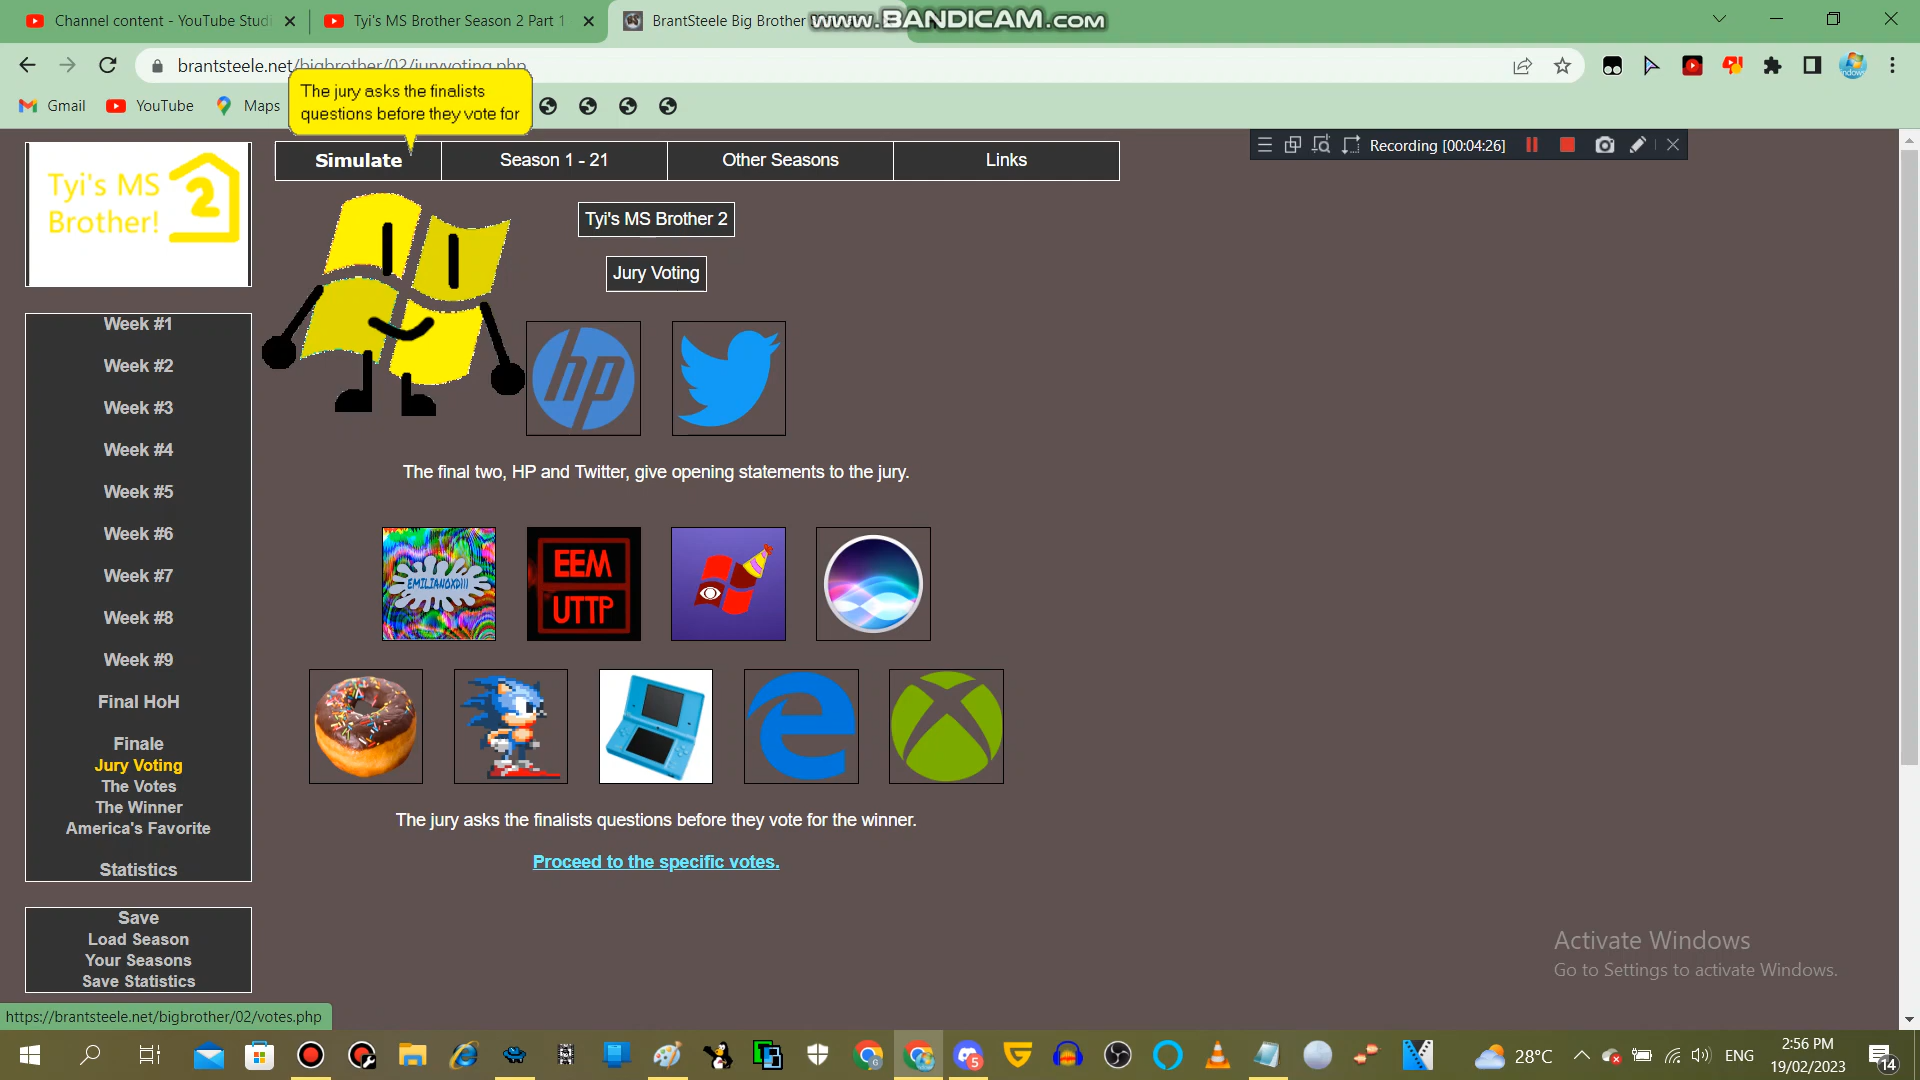 Channel content - YouTube Studi
Tyi's MS Brother Season 2 Part 1
BrantSteele Big Brother
www.BANDICAM.com
brantsteele.net/bigbrother/02/juryvoting.php
Gmail
YouTube
Maps
The jury asks the finalists
questions before they vote for
Recording [00:04:26]
Tyi's MS
Brother!
2
Simulate
Season 1 - 21
Other Seasons
Links
Tyi's MS Brother 2
Jury Voting
hp
The final two, HP and Twitter, give opening statements to the jury.
EMILIANOXD!!!
EEM
UTTP
The jury asks the finalists questions before they vote for the winner.
Proceed to the specific votes.
Week #1
Week #2
Week #3
Week #4
Week #5
Week #6
Week #7
Week #8
Week #9
Final HoH
Finale
Jury Voting
The Votes
The Winner
America's Favorite
Statistics
Save
Load Season
Your Seasons
Save Statistics
Activate Windows
Go to Settings to activate Windows.
https://brantsteele.net/bigbrother/02/votes.php
5
28°C
ENG
2:56 PM
19/02/2023
14